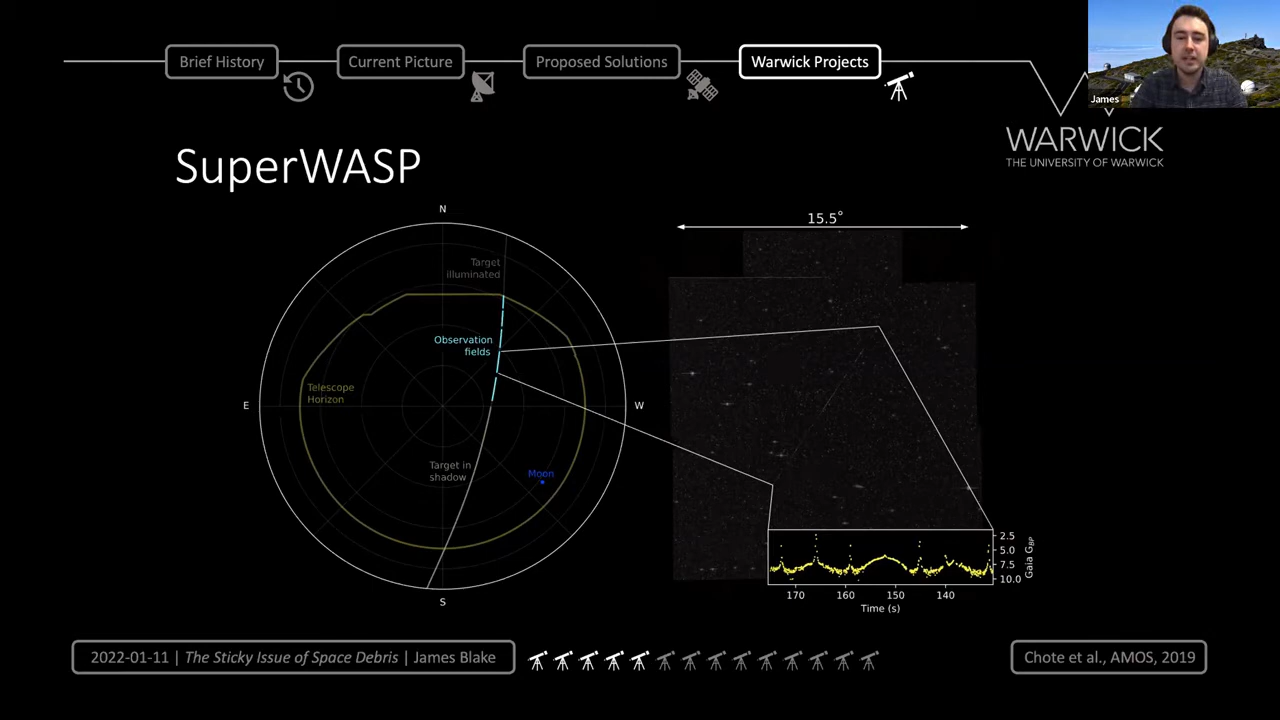 Brief History
Current Picture
Proposed Solutions
Warwick Projects
James
WARWICK
THE UNIVERSITY OF WARWICK
SuperWASP
N
Target
illuminated
Observation
fields
Telescope
Horizon
E
W
Target in
shadow
Moon
S
15.5°
2.5
5.0
7.5
10.0
Gaia G_BP
170
160
150
140
Time (s)
2022-01-11 | The Sticky Issue of Space Debris | James Blake
Chote et al., AMOS, 2019